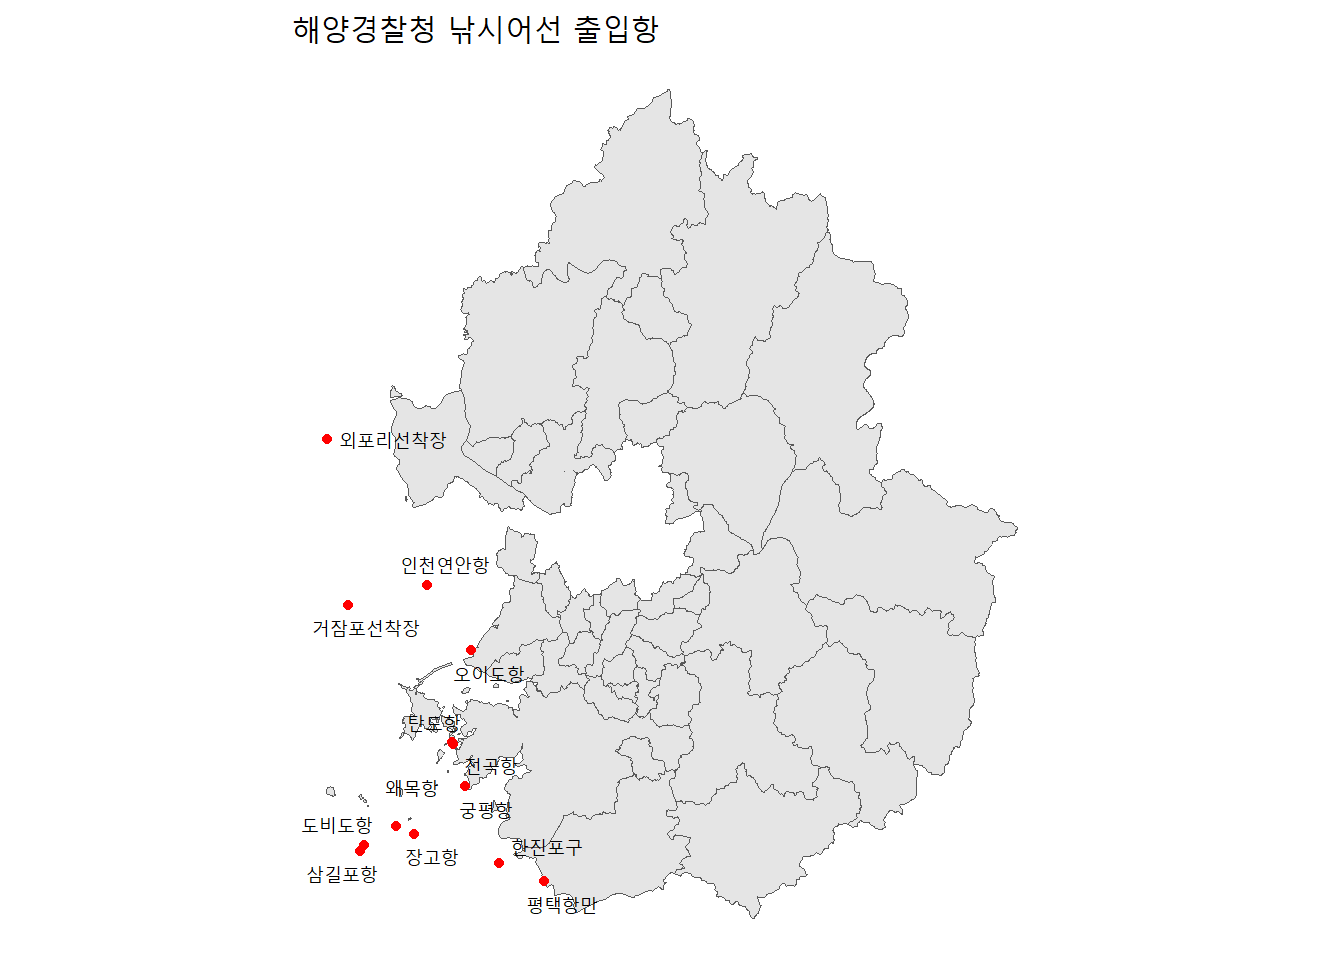 해양경찰청 낚시어선 출입항
외포리선착장
인천연안항
거잠포선착장
오이도항
탄도항
전곡항
왜목항
궁평항
도비도항
한진포구
장고항
삼길포항
평택항만